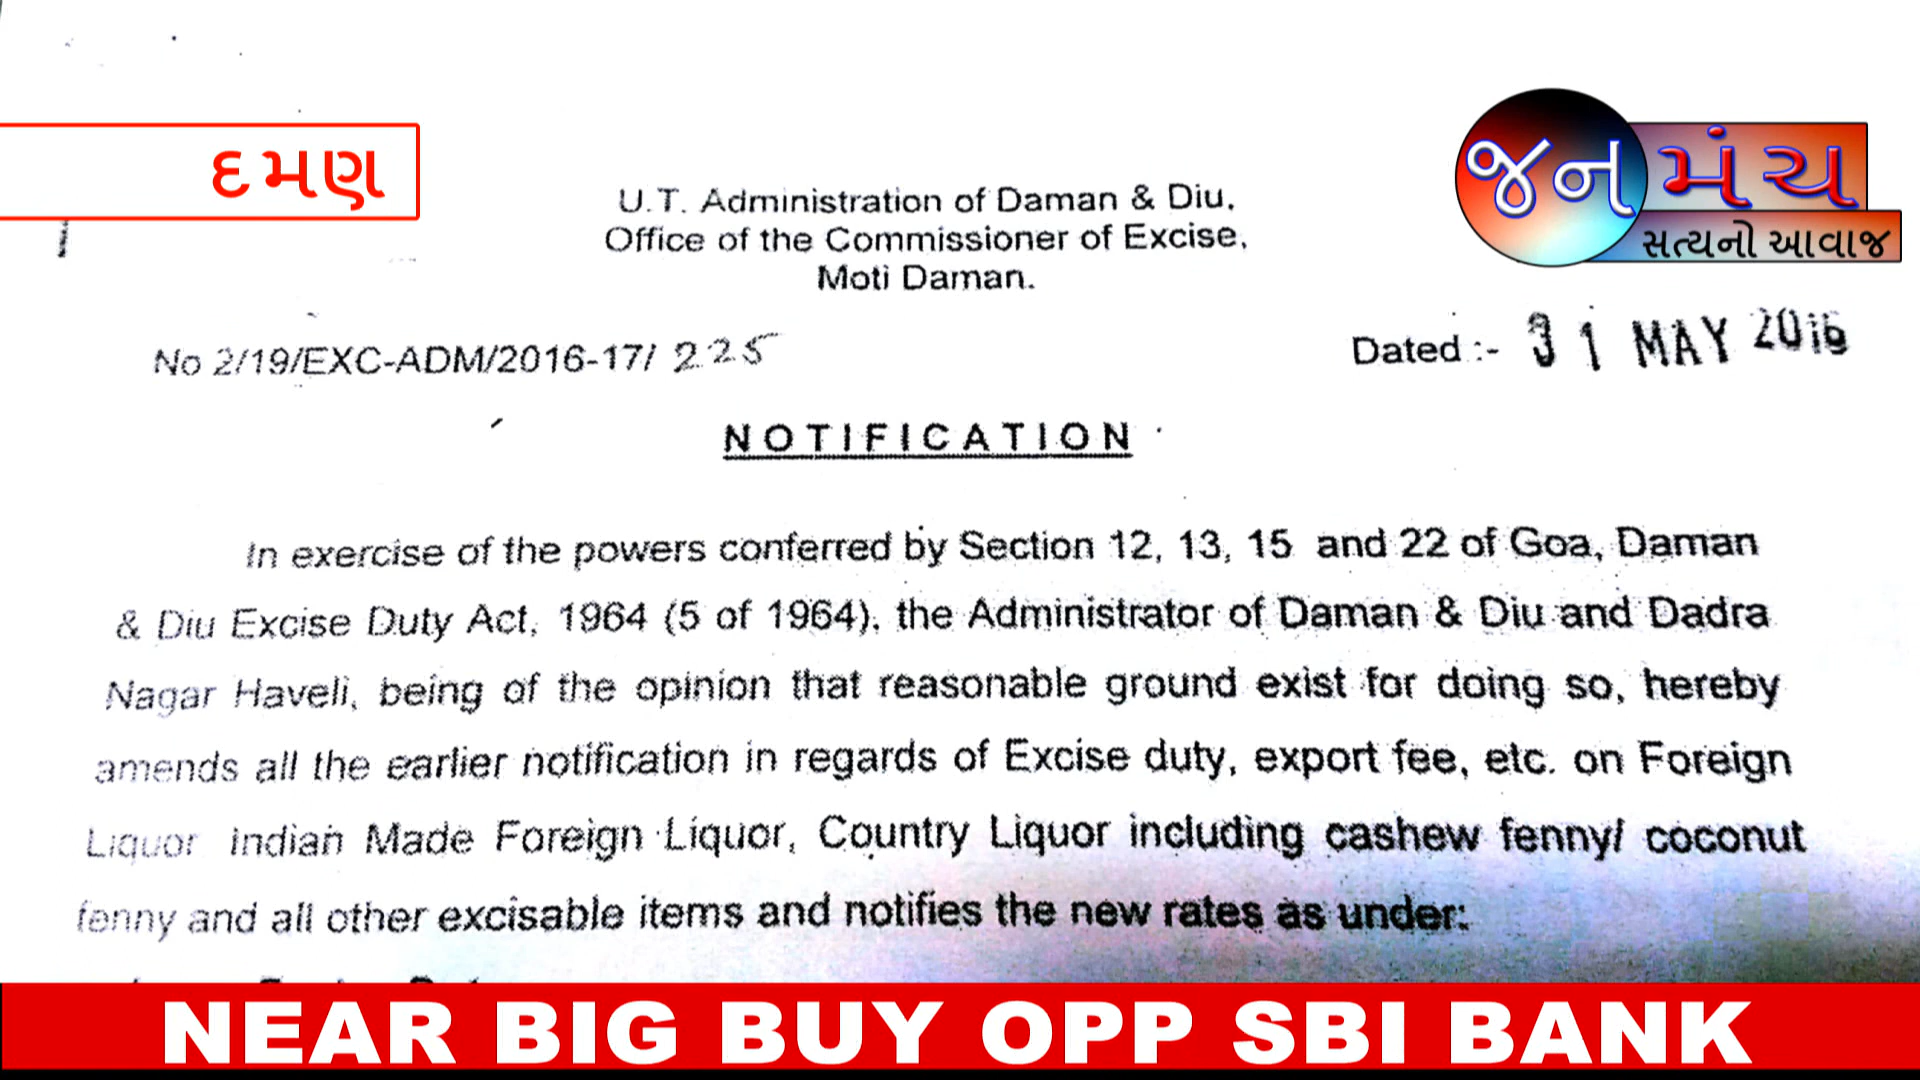 દમણ
જનમંચ
સત્યનો આવાજ
U.T. Administration of Daman & Diu,
Office of the Commissioner of Excise,
Moti Daman.
No 2/19/EXC-ADM/2016-17/ 225
Dated :- 31 MAY 2016
NOTIFICATION
In exercise of the powers conferred by Section 12, 13, 15 and 22 of Goa, Daman
& Diu Excise Duty Act, 1964 (5 of 1964), the Administrator of Daman & Diu and Dadra
Nagar Haveli, being of the opinion that reasonable ground exist for doing so, hereby
amends all the earlier notification in regards of Excise duty, export fee, etc. on Foreign
Liquor Indian Made Foreign Liquor, Country Liquor including cashew fenny/ coconut
fenny and all other excisable items and notifies the new rates as under:
NEAR BIG BUY OPP SBI BANK